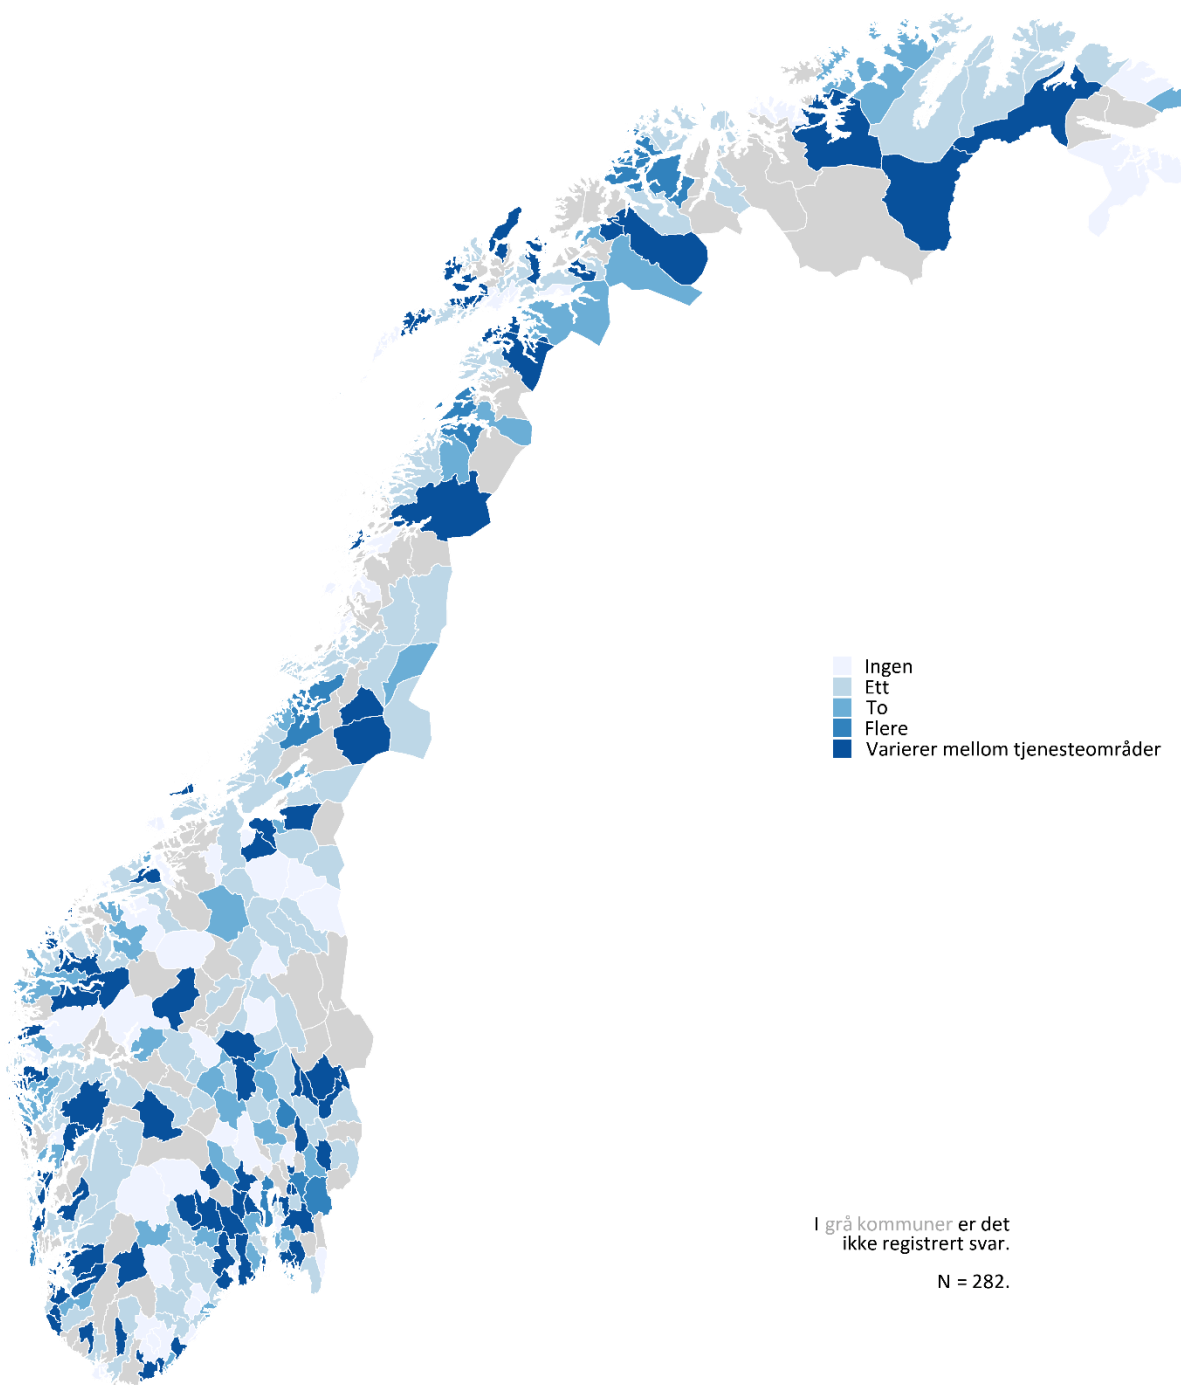 Ingen
Ett
To
Flere
Varierer mellom tjenesteområder
I grå kommuner er det
ikke registrert svar.
N = 282.